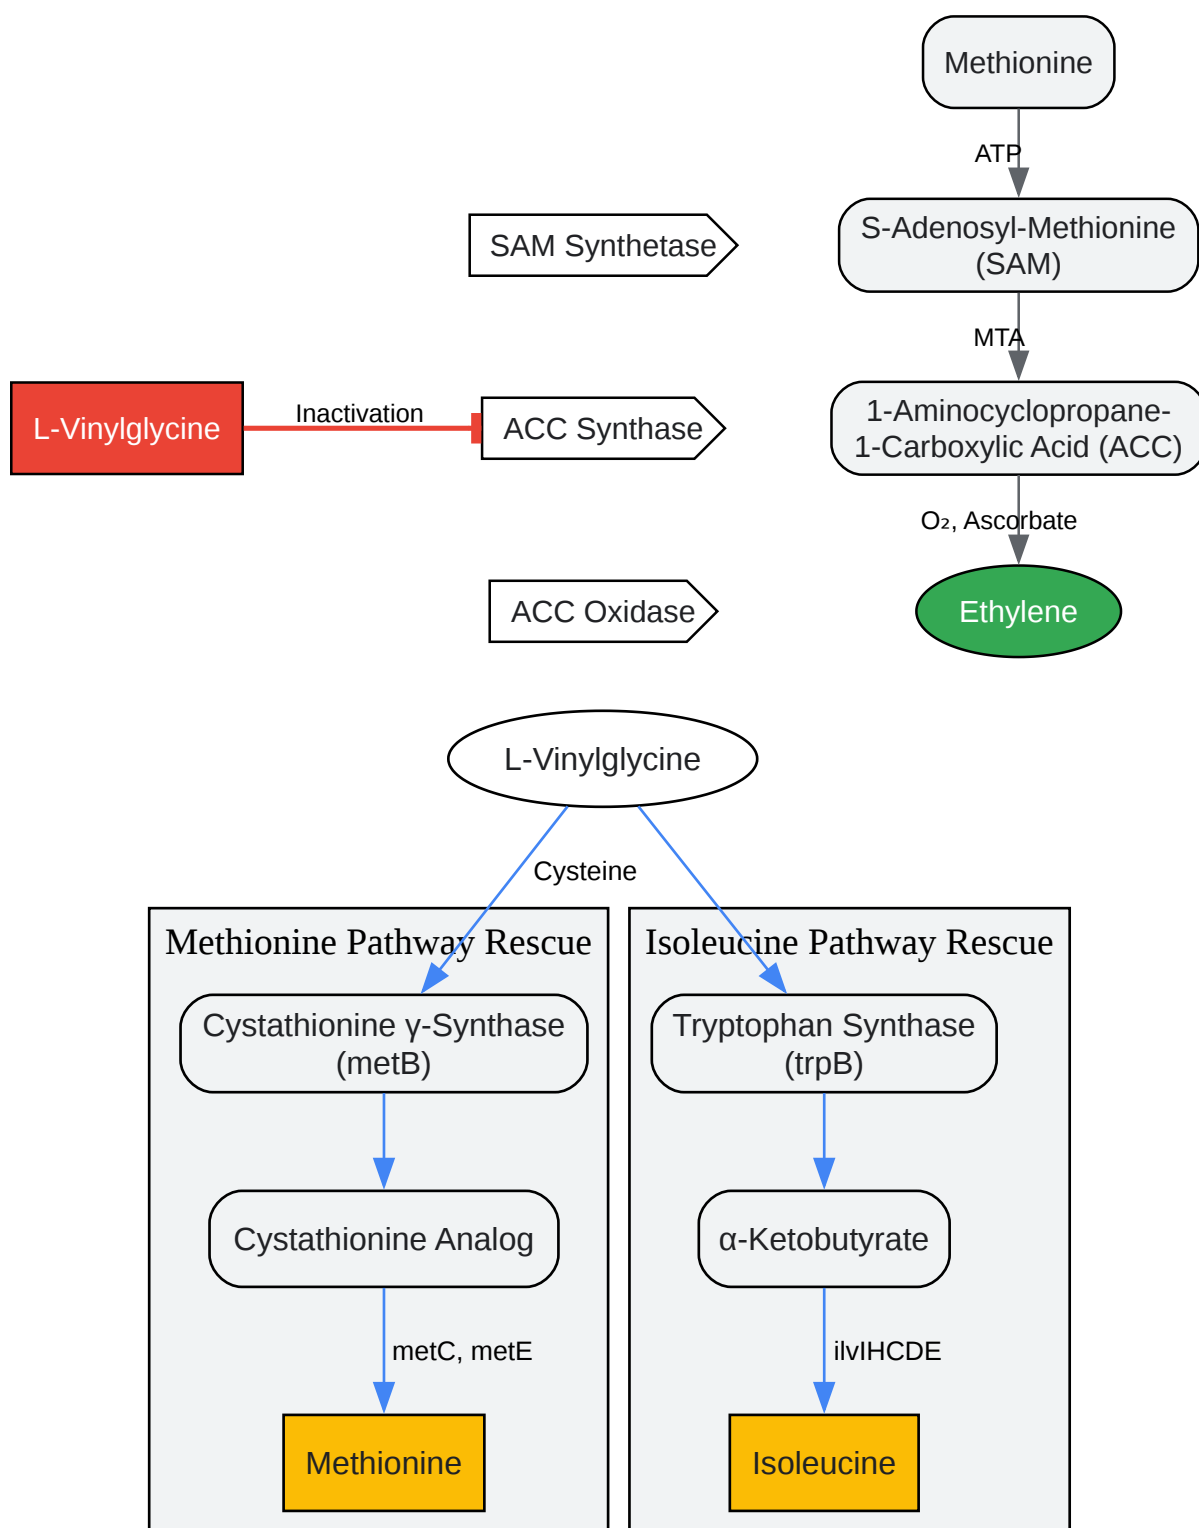 Methionine
ATP
SAM Synthetase
S-Adenosyl-Methionine
(SAM)
MTA
L-Vinylglycine
Inactivation
ACC Synthase
1-Aminocyclopropane-
1-Carboxylic Acid (ACC)
O₂, Ascorbate
ACC Oxidase
Ethylene
L-Vinylglycine
Cysteine
Methionine Pathway Rescue
Isoleucine Pathway Rescue
Cystathionine γ-Synthase
(metB)
Tryptophan Synthase
(trpB)
Cystathionine Analog
α-Ketobutyrate
metC, metE
ilvIHCDE
Methionine
Isoleucine